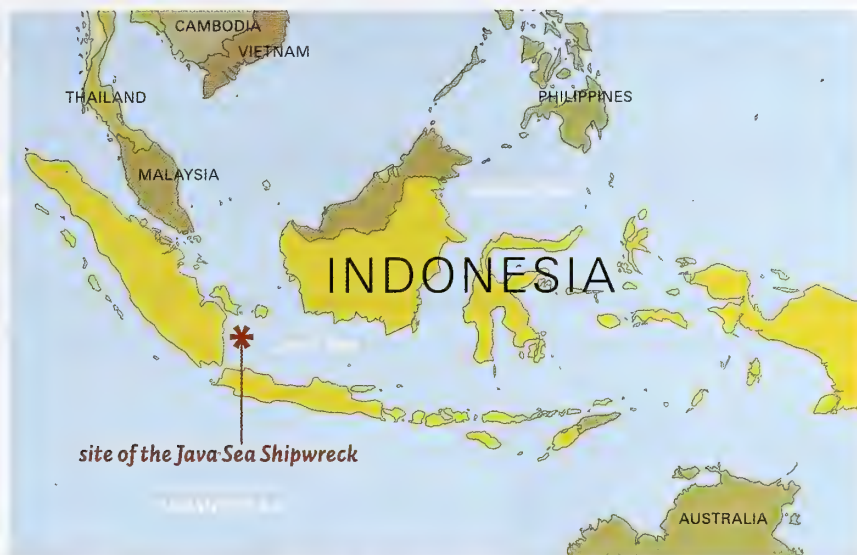 CAMBODIA
VIETNAM
THAILAND
PHILIPPINES
MALAYSIA
INDONESIA
site of the Java Sea Shipwreck
AUSTRALIA